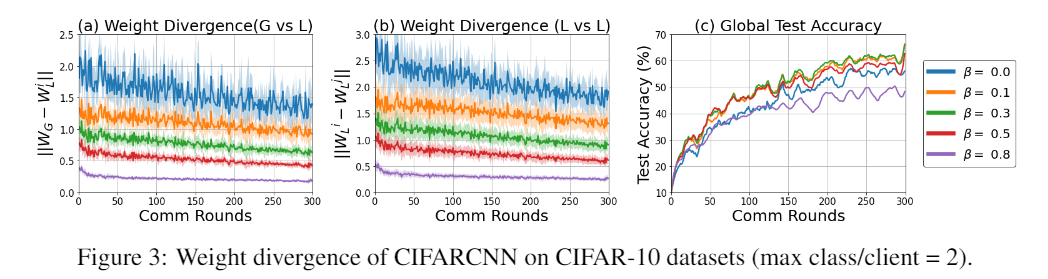 (a) Weight Divergence(G vs L)
(b) Weight Divergence (L vs L)
(c) Global Test Accuracy
||W_G − W_L^i||
2.5
2.0
1.5
1.0
0.5
0.0
0 50 100 150 200 250 300
Comm Rounds
||W_L^i − W_L^j||
3.0
2.5
2.0
1.5
1.0
0.5
0.0
0 50 100 150 200 250 300
Comm Rounds
Test Accuracy (%)
70
60
50
40
30
20
10
0 50 100 150 200 250 300
Comm Rounds
β = 0.0
β = 0.1
β = 0.3
β = 0.5
β = 0.8
Figure 3: Weight divergence of CIFARCNN on CIFAR-10 datasets (max class/client = 2).